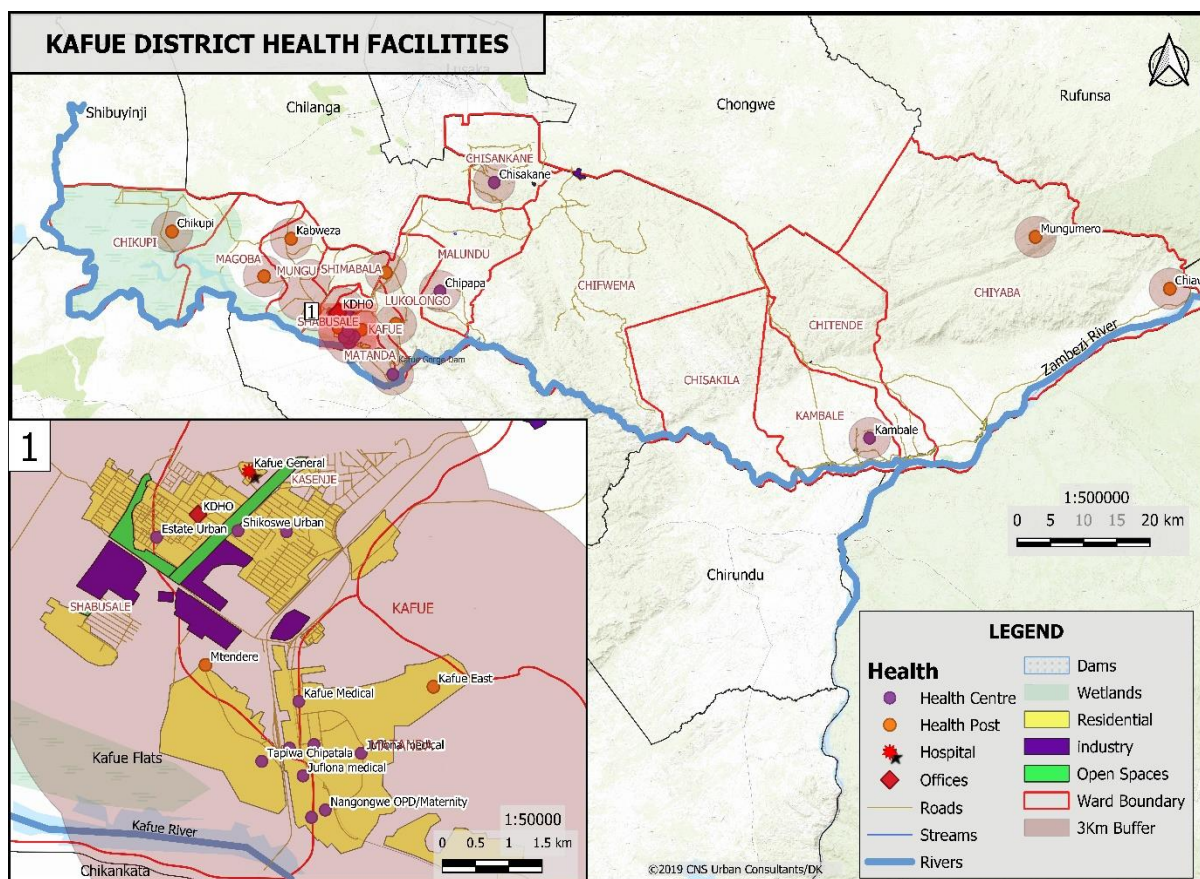 KAFUE DISTRICT HEALTH FACILITIES
Lusaka
Shibuyinji
Chilanga
Chongwe
Rufunsa
CHISANKANE
Chisakane
Chikupi
CHIKUPI
Kabweza
MAGOBA
MUNGU
SHIMABALA
MALUNDU
Chipapa
LUKOLONGO
CHIFWEMA
Mungumero
CHIYABA
Chiav
1
KDHO
SHABUSALE
KAFUE
MATANDA
Kafue Gorge Dam
CHITENDE
CHISAKILA
KAMBALE
Kambale
Zambezi River
Chirundu
1:500000
0 5 10 15 20 km
1
Kafue General
KASENJE
KDHO
Estate Urban
Shikoswe Urban
SHABUSALE
KAFUE
Mtendere
Kafue East
Kafue Medical
Tapiwa Chipatala
Juflona medical
Nangongwe OPD/Maternity
Kafue Flats
Kafue River
Chikankata
1:50000
0 0.5 1 1.5 km
©2019 CNS Urban Consultants/DK
LEGEND
Health
Health Centre
Health Post
Hospital
Offices
Roads
Streams
Rivers
Dams
Wetlands
Residential
industry
Open Spaces
Ward Boundary
3Km Buffer